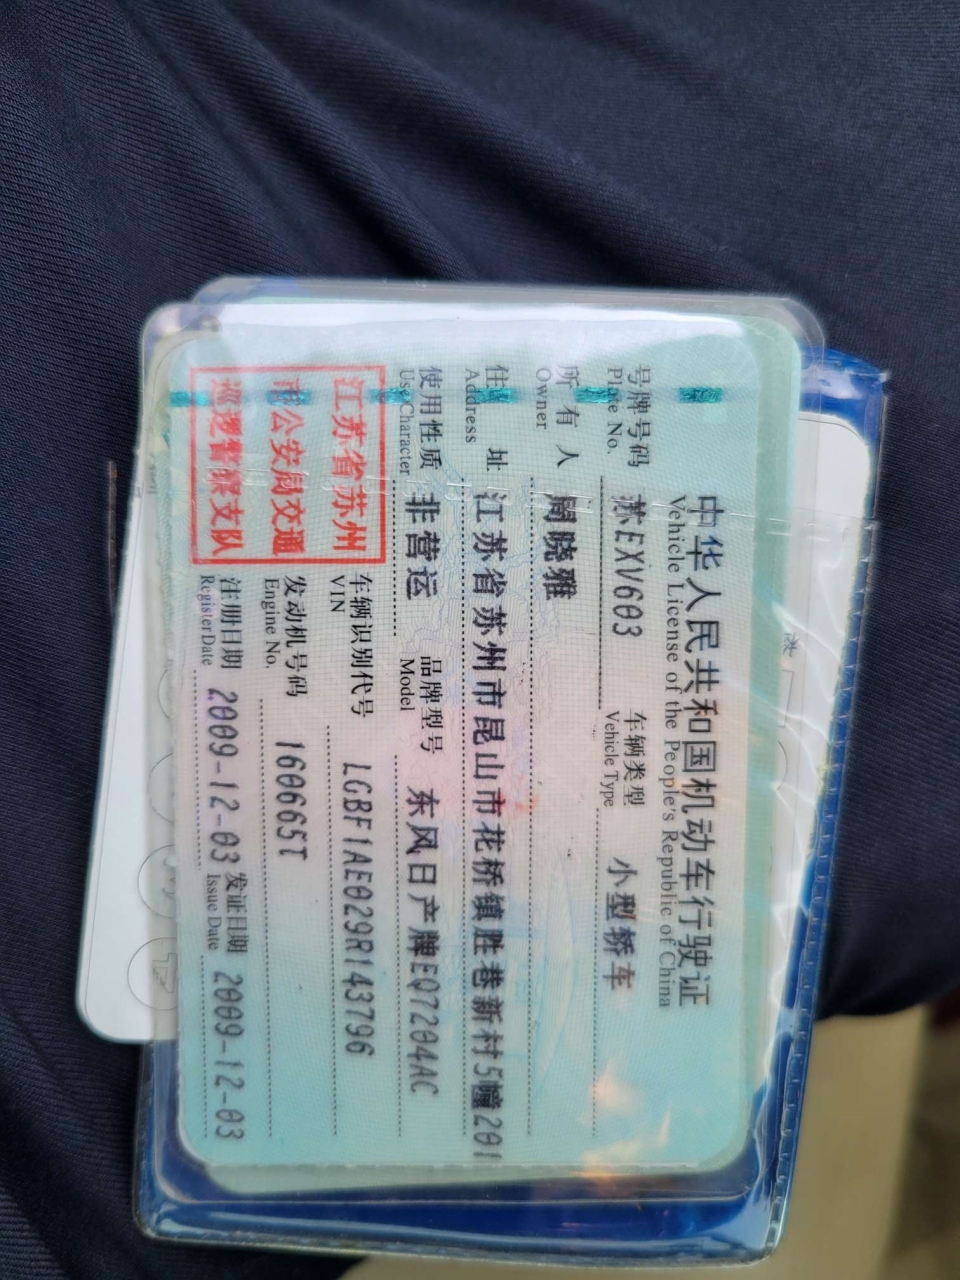 中华人民共和国机动车行驶证
Vehicle License of the People's Republic of China
号牌号码 苏EXV603 车辆类型 小型轿车
Plate No. Vehicle Type
所有人 周晓雅
Owner
住址 江苏省苏州市昆山市花桥镇胜巷新村5幢201
Address
使用性质 非营运 品牌型号 东风日产牌EQ7204AC
Use Character Model
江苏省苏州
市公安局交通
巡逻警察支队
车辆识别代号 LGBF1AE029R143796
VIN
发动机号码 160665T
Engine No.
注册日期 2009-12-03 发证日期 2009-12-03
Register Date Issue Date